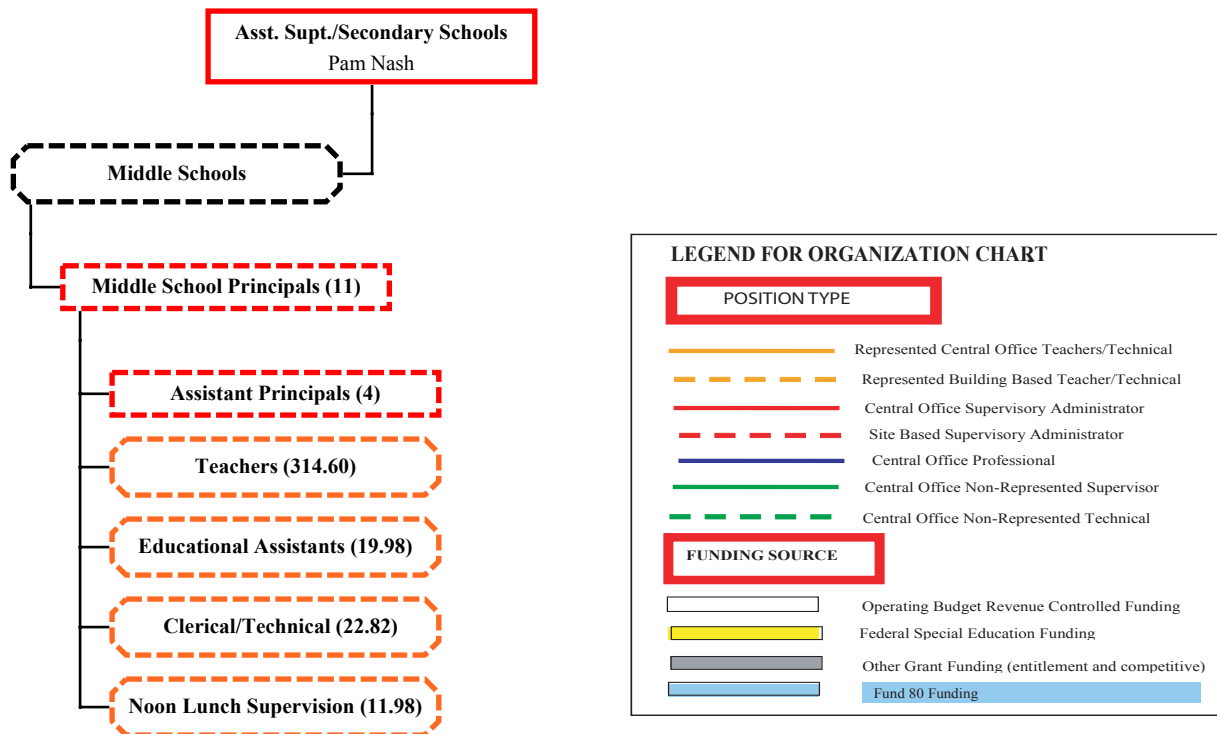 Asst. Supt./Secondary Schools
Pam Nash
Middle Schools
Middle School Principals (11)
Assistant Principals (4)
Teachers (314.60)
Educational Assistants (19.98)
Clerical/Technical (22.82)
Noon Lunch Supervision (11.98)
LEGEND FOR ORGANIZATION CHART.
POSITION TYPE
Represented Central Office Teachers/Technical
Represented Building Based Teacher/Technical
Central Office Supervisory Administrator
Site Based Supervisory Administrator
Central Office Professional
Central Office Non-Represented Supervisor
Central Office Non-Represented Technical
FUNDING SOURCE
Operating Budget Revenue Controlled Funding
Federal Special Education Funding
Other Grant Funding (entitlement and competitive)
Fund 80 Funding